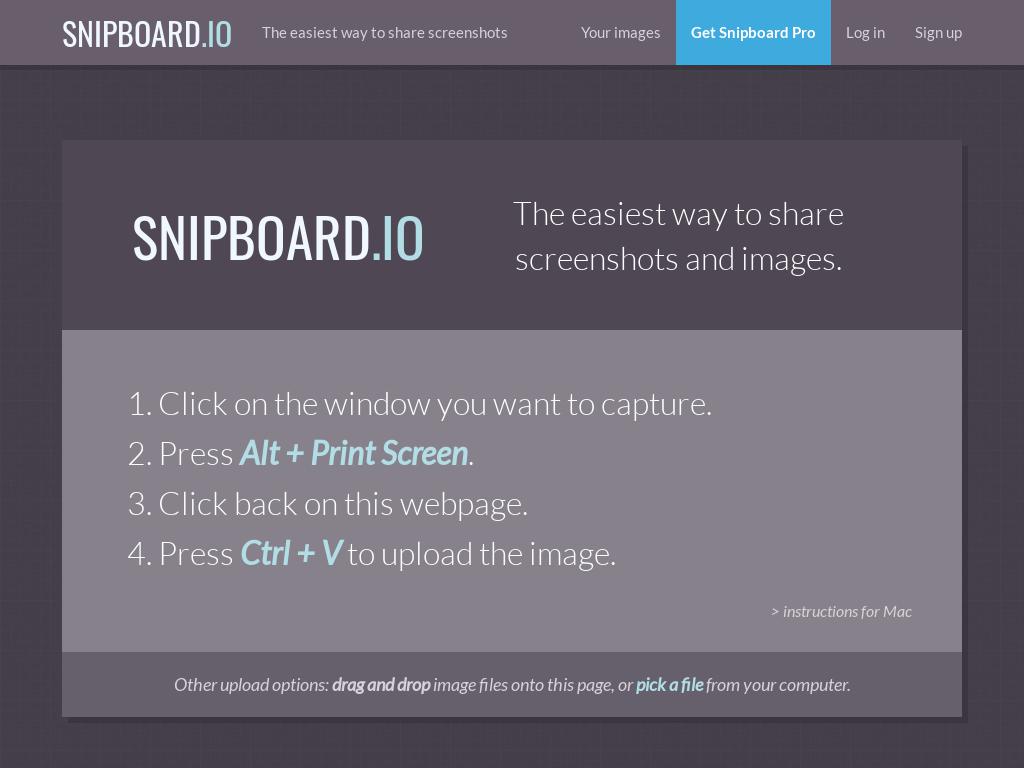 SNIPBOARD.IO The easiest way to share screenshots Your images Get Snipboard Pro Log in Sign up
SNIPBOARD.IO
The easiest way to share
screenshots and images.
1. Click on the window you want to capture.
2. Press Alt + Print Screen.
3. Click back on this webpage.
4. Press Ctrl + V to upload the image.
> instructions for Mac
Other upload options: drag and drop image files onto this page, or pick a file from your computer.